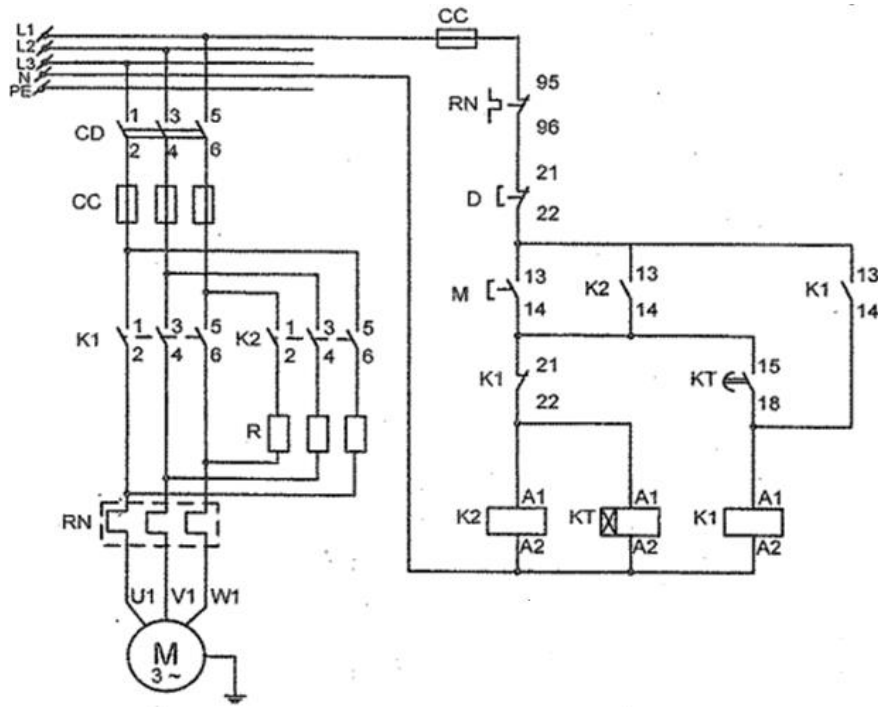 CC
L1
L2
L3
N
PE
95
RN
96
1 3 5
CD
2 4 6
21
D
22
CC
13 13 13
M K2 K1
14 14 14
1 3 5 1 3 5
K1 K2
2 4 6 2 4 6
21 15
K1 KT
22 18
R
A1 A1 A1
K2 KT K1
A2 A2 A2
RN
U1 V1 W1
M
3 ~